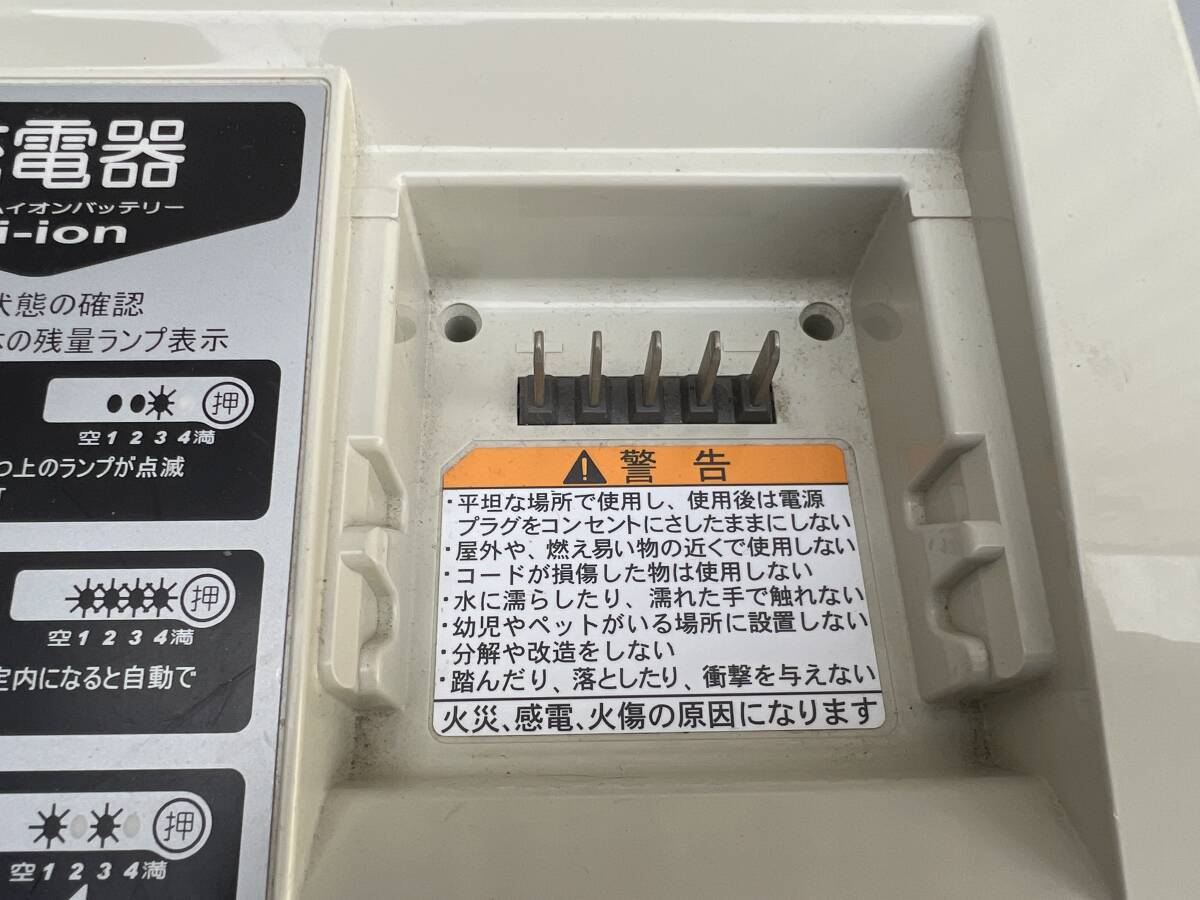 電器
イオンバッテリー
i-ion
状態の確認
の残量ランプ表示
押
空1 2 3 4満
上のランプが点滅
押
空1 2 3 4満
定内になると自動で
押
空1 2 3 4満
警 告
・平坦な場所で使用し、使用後は電源
プラグをコンセントにさしたままにしない
・屋外や、燃え易い物の近くで使用しない
・コードが損傷した物は使用しない
・水に濡らしたり、濡れた手で触れない
・幼児やペットがいる場所に設置しない
・分解や改造をしない
・踏んだり、落としたり、衝撃を与えない
火災、感電、火傷の原因になります